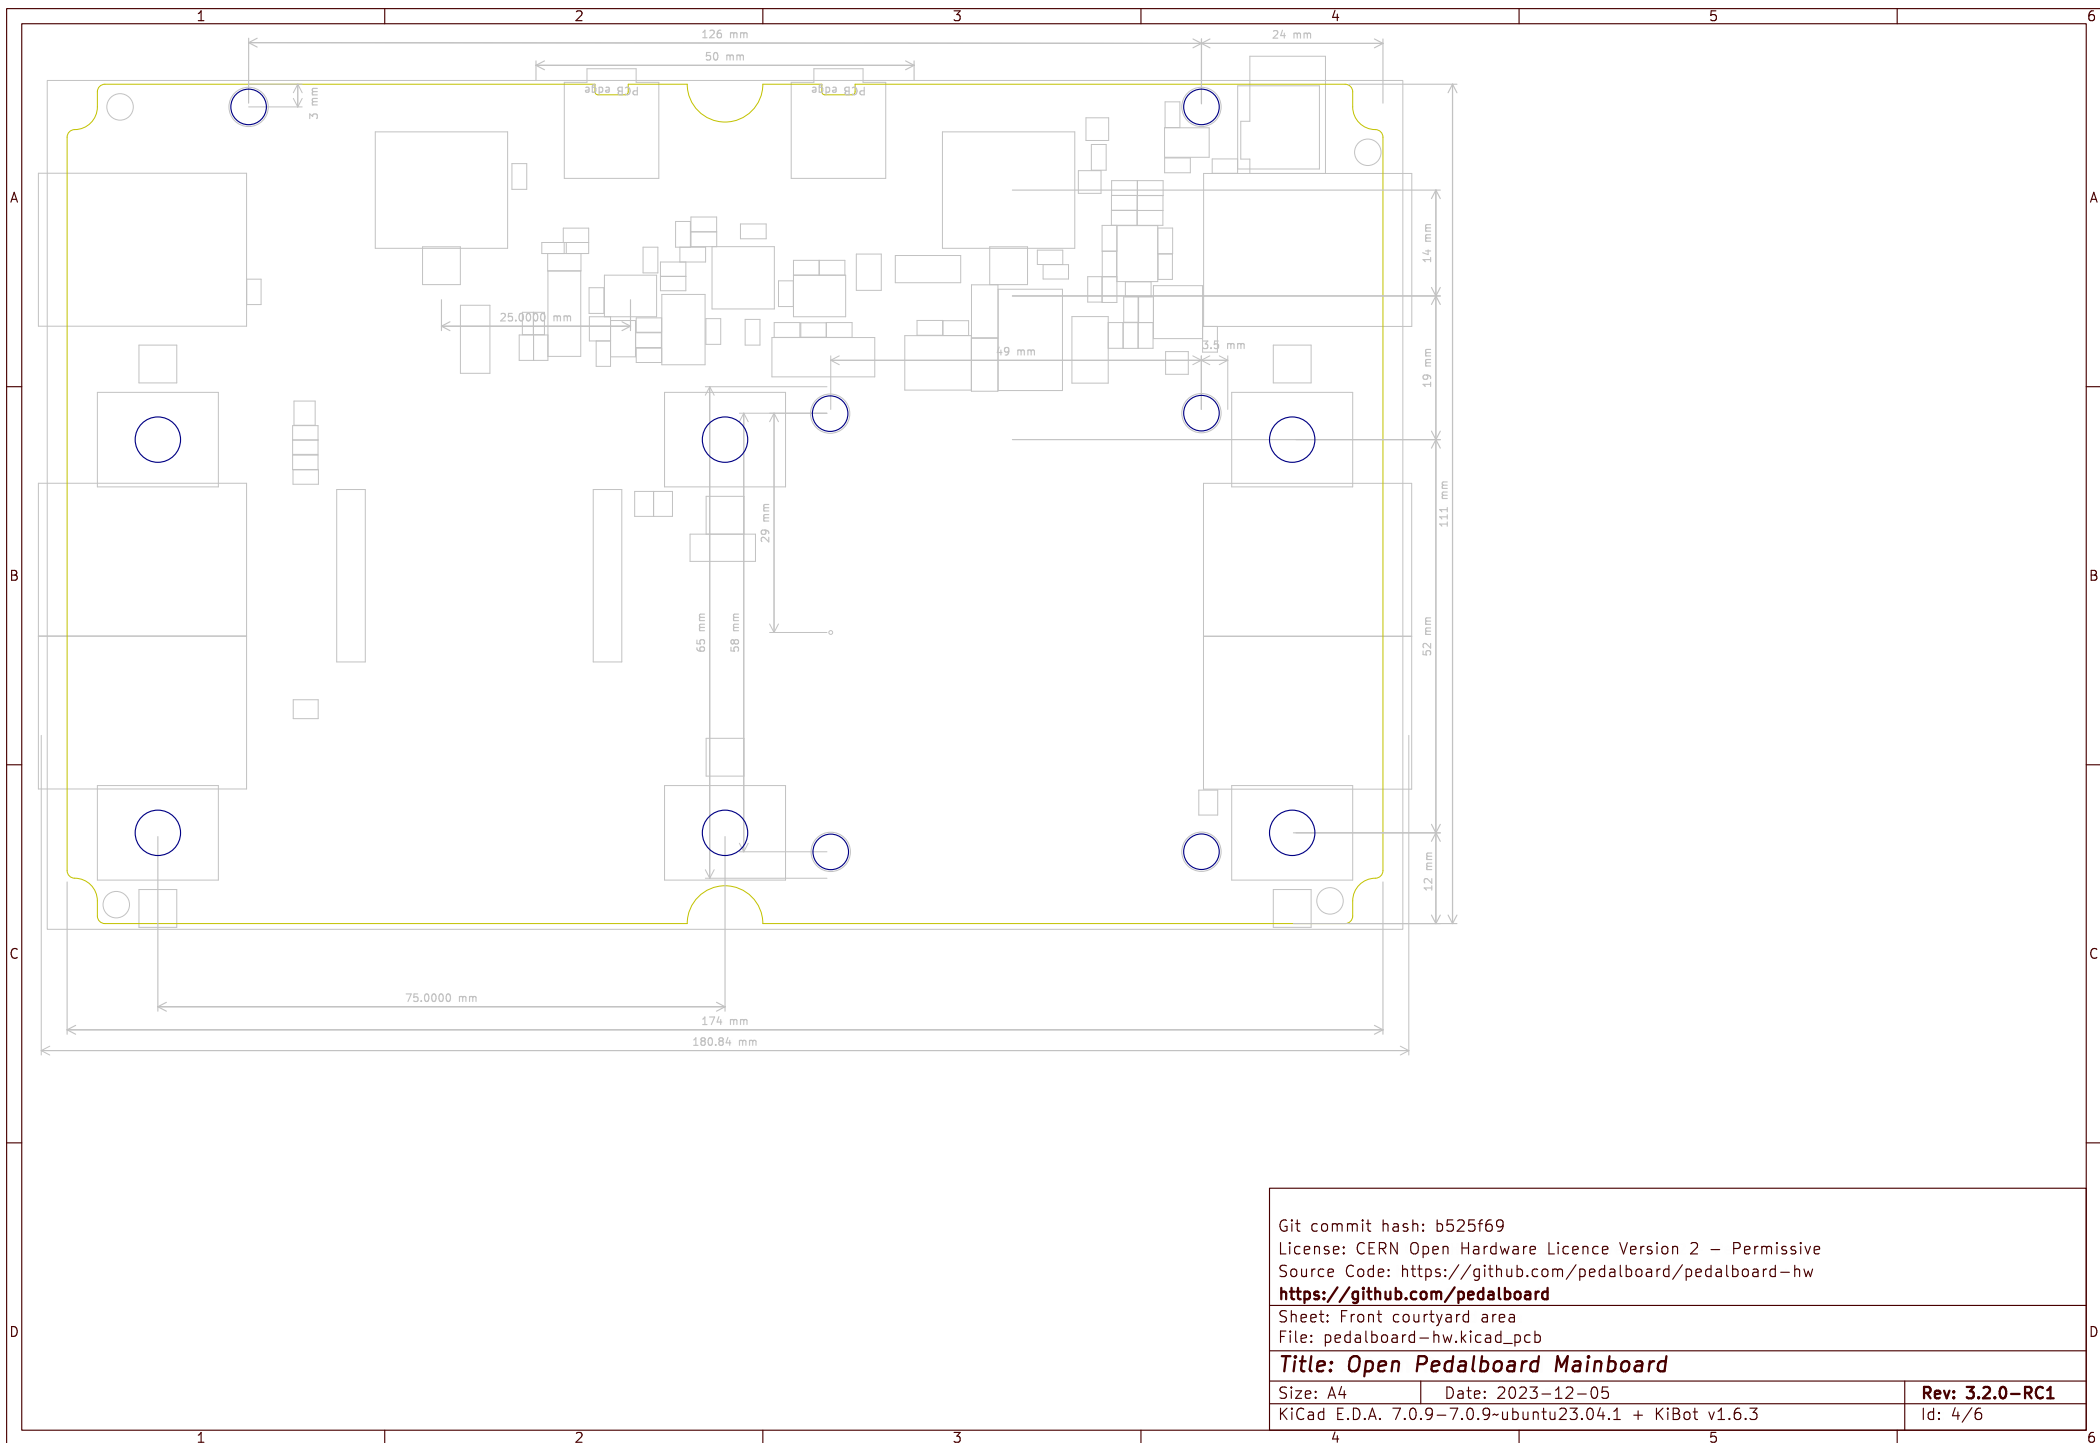 1 2 3 4 5 6
126 mm
24 mm
50 mm
PCB edge
PCB edge
3 mm
A
A
14 mm
25.0000 mm
3.5 mm
49 mm
19 mm
111 mm
29 mm
B
B
65 mm
58 mm
52 mm
12 mm
C
C
75.0000 mm
174 mm
180.84 mm
Git commit hash: b525f69
License: CERN Open Hardware Licence Version 2 - Permissive
Source Code: https://github.com/pedalboard/pedalboard-hw
https://github.com/pedalboard
Sheet: Front courtyard area
D
D
File: pedalboard-hw.kicad_pcb
Title: Open Pedalboard Mainboard
Size: A4 Date: 2023-12-05 Rev: 3.2.0-RC1
KiCad E.D.A. 7.0.9-7.0.9~ubuntu23.04.1 + KiBot v1.6.3 Id: 4/6
1 2 3 4 5 6